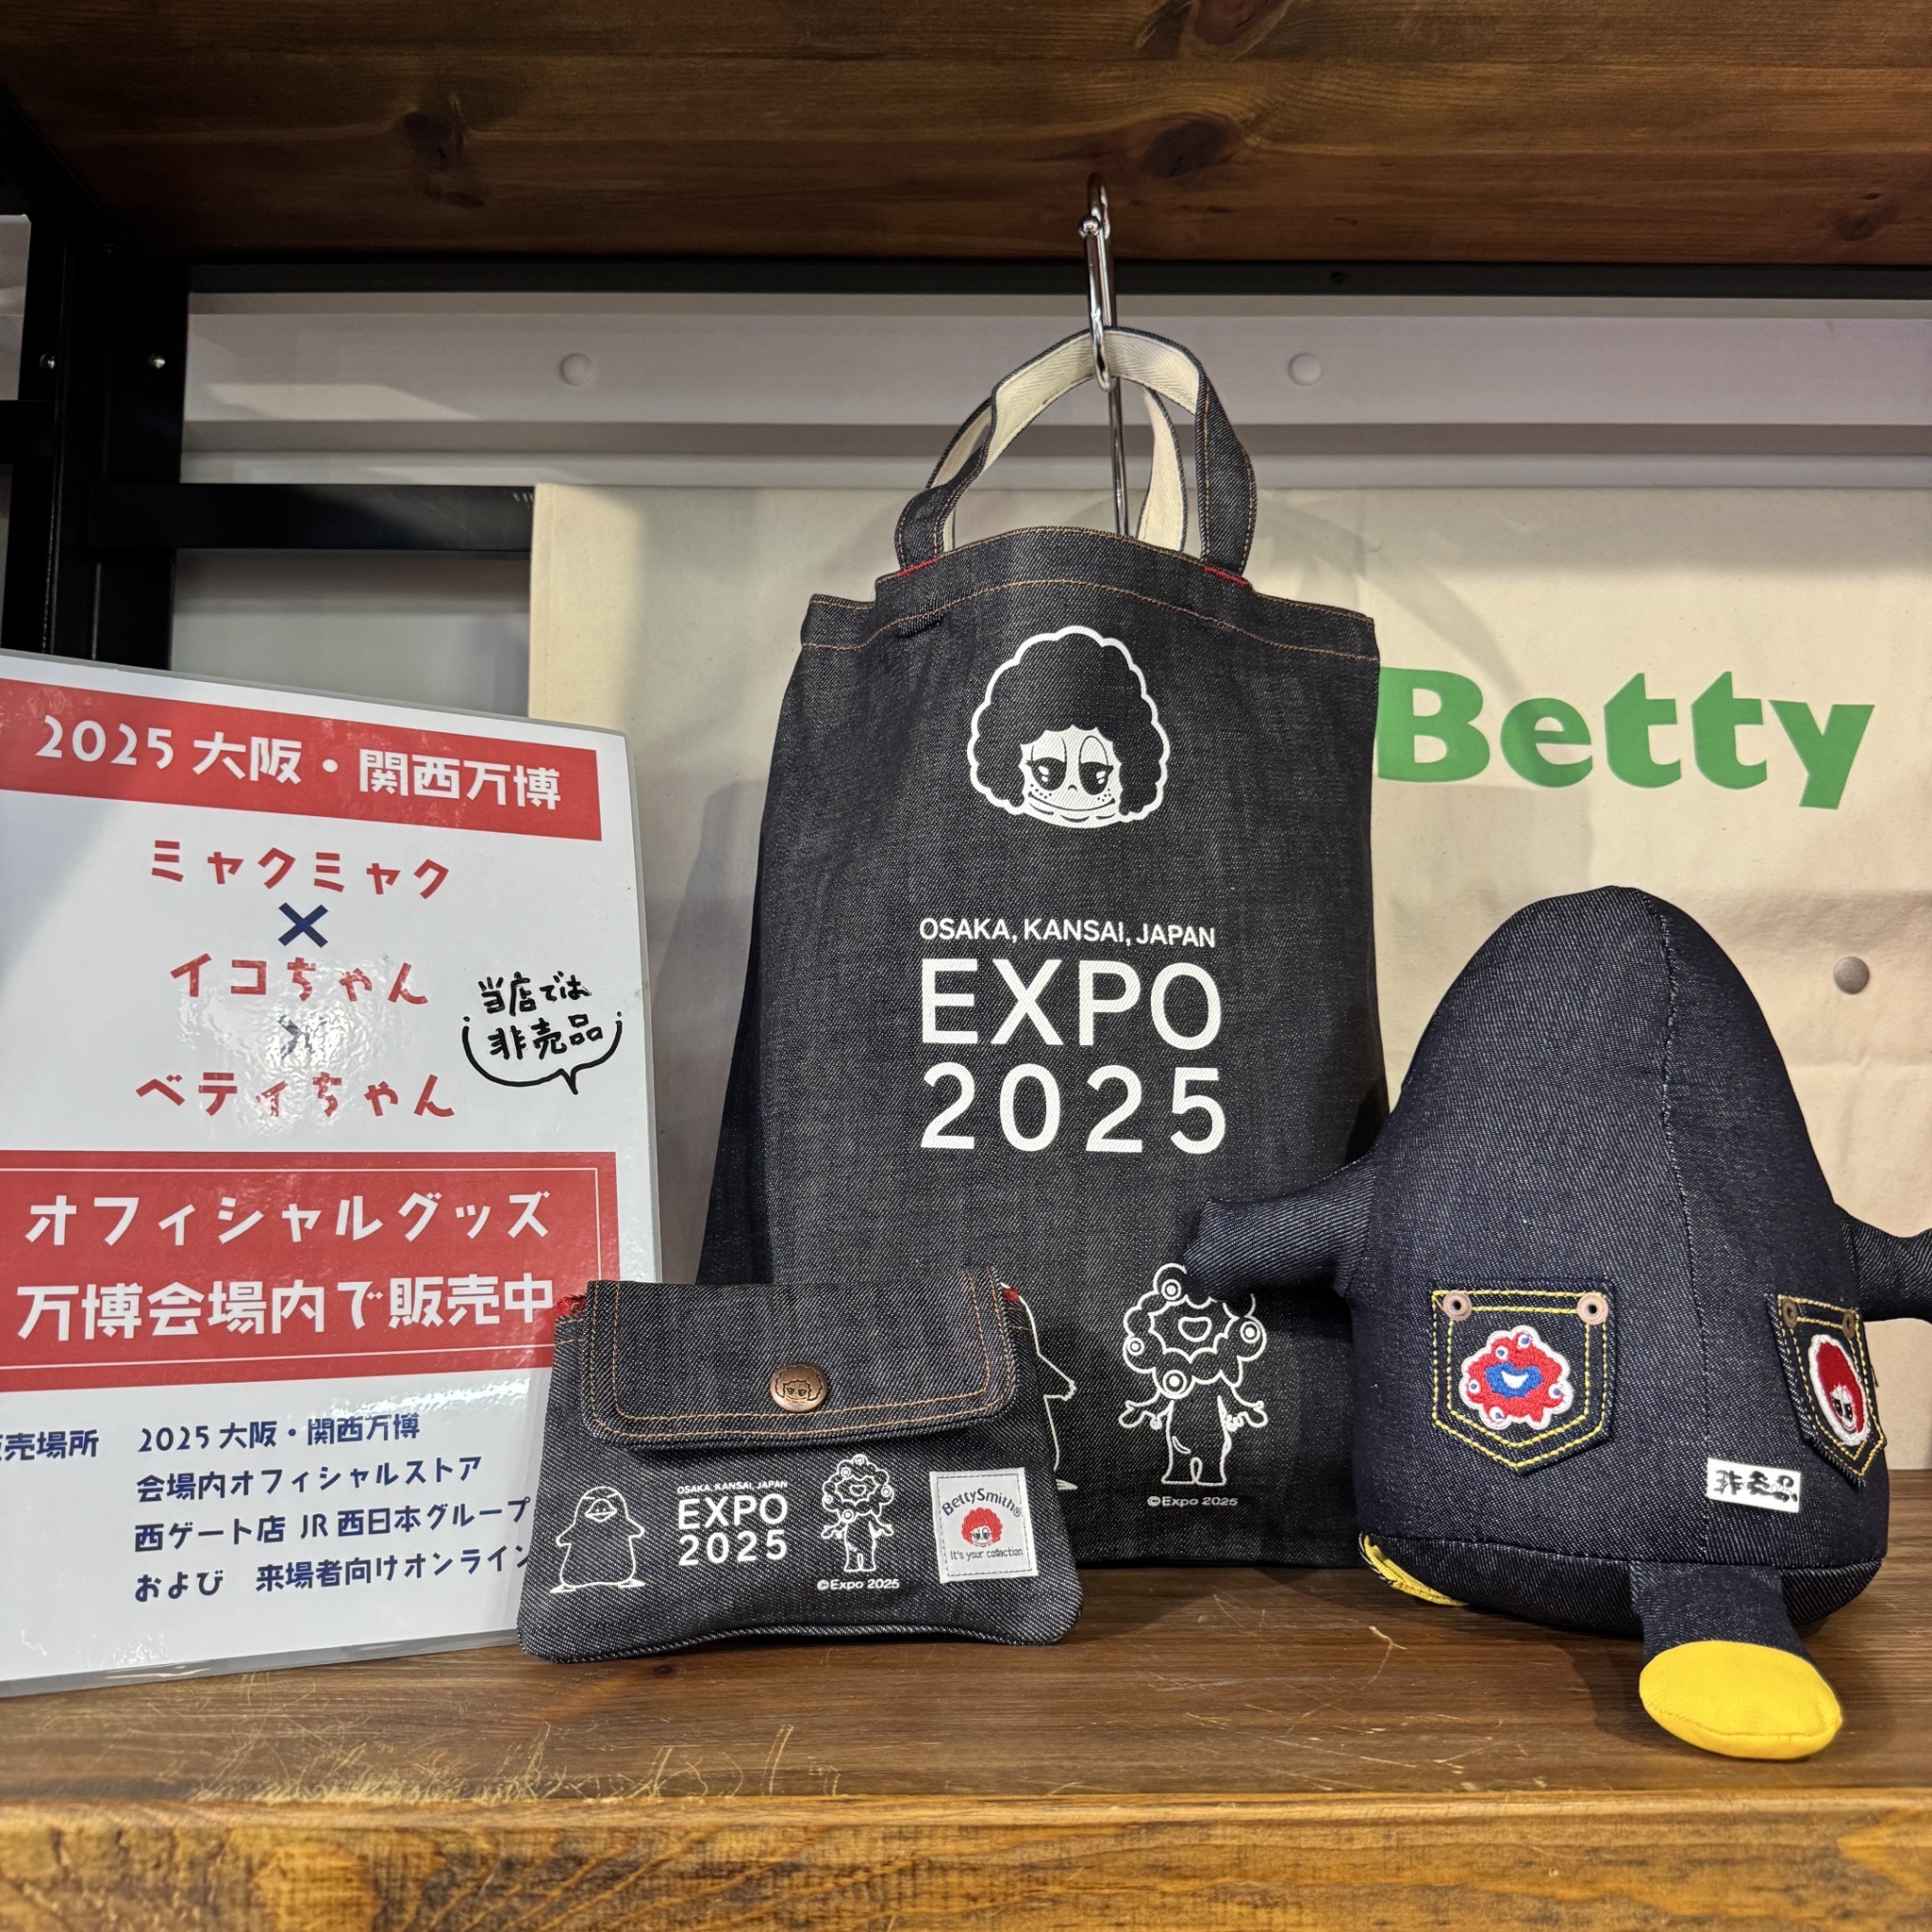 2025 大阪・関西万博
ミャクミャク
×
イコちゃん
×
ベティちゃん
当店では
非売品
オフィシャルグッズ
万博会場内で販売中
売場所 2025 大阪・関西万博
会場内オフィシャルストア
西ゲート店 JR 西日本グループ
および 来場者向けオンライン
OSAKA, KANSAI, JAPAN
EXPO
2025
©Expo 2025
OSAKA, KANSAI, JAPAN
EXPO
2025
©Expo 2025
BettySmith®
It's your collection
Betty
非売品